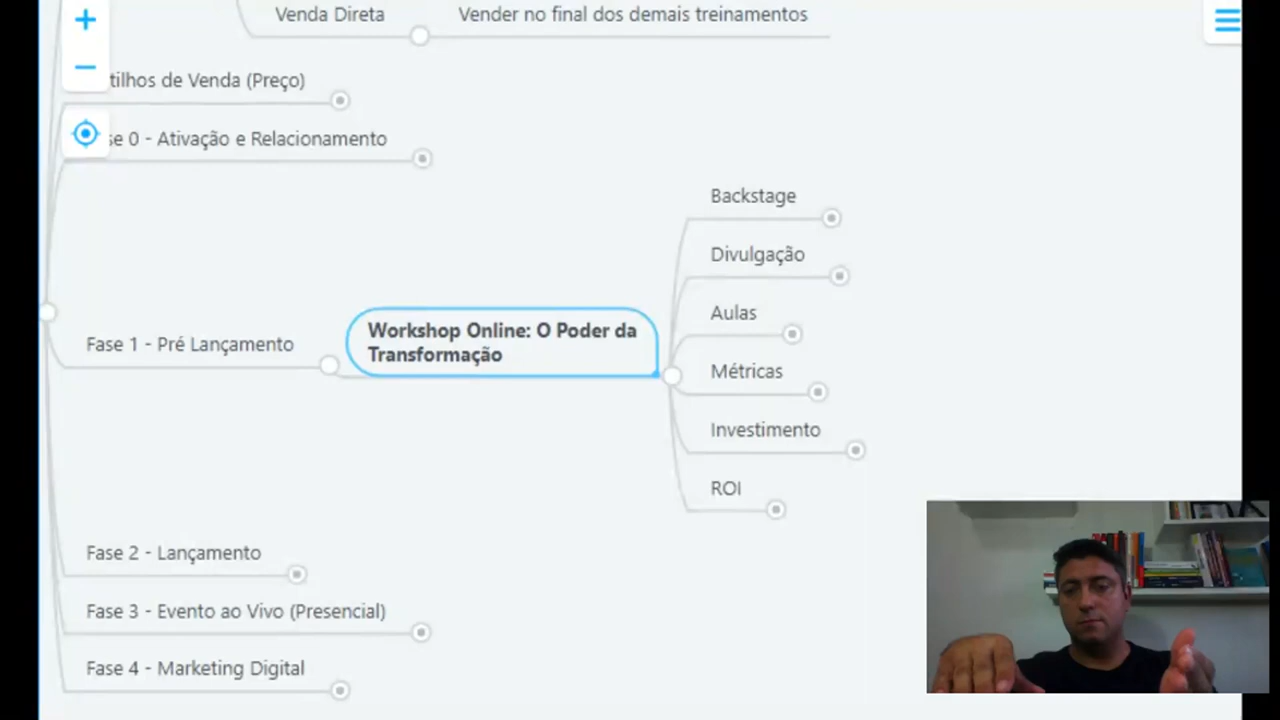 Venda Direta
Vender no final dos demais treinamentos
tilhos de Venda (Preço)
se 0 - Ativação e Relacionamento
Backstage
Divulgação
Aulas
Fase 1 - Pré Lançamento
Workshop Online: O Poder da
Transformação
Métricas
Investimento
ROI
Fase 2 - Lançamento
Fase 3 - Evento ao Vivo (Presencial)
Fase 4 - Marketing Digital